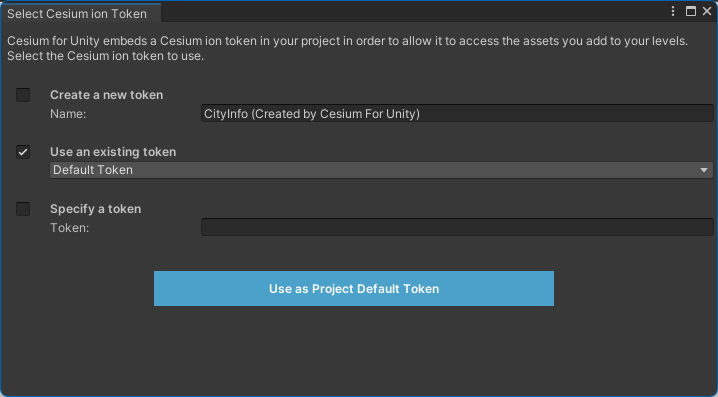 Select Cesium ion Token
Cesium for Unity embeds a Cesium ion token in your project in order to allow it to access the assets you add to your levels.
Select the Cesium ion token to use.
Create a new token
Name: CityInfo (Created by Cesium For Unity)
Use an existing token
Default Token
Specify a token
Token:
Use as Project Default Token